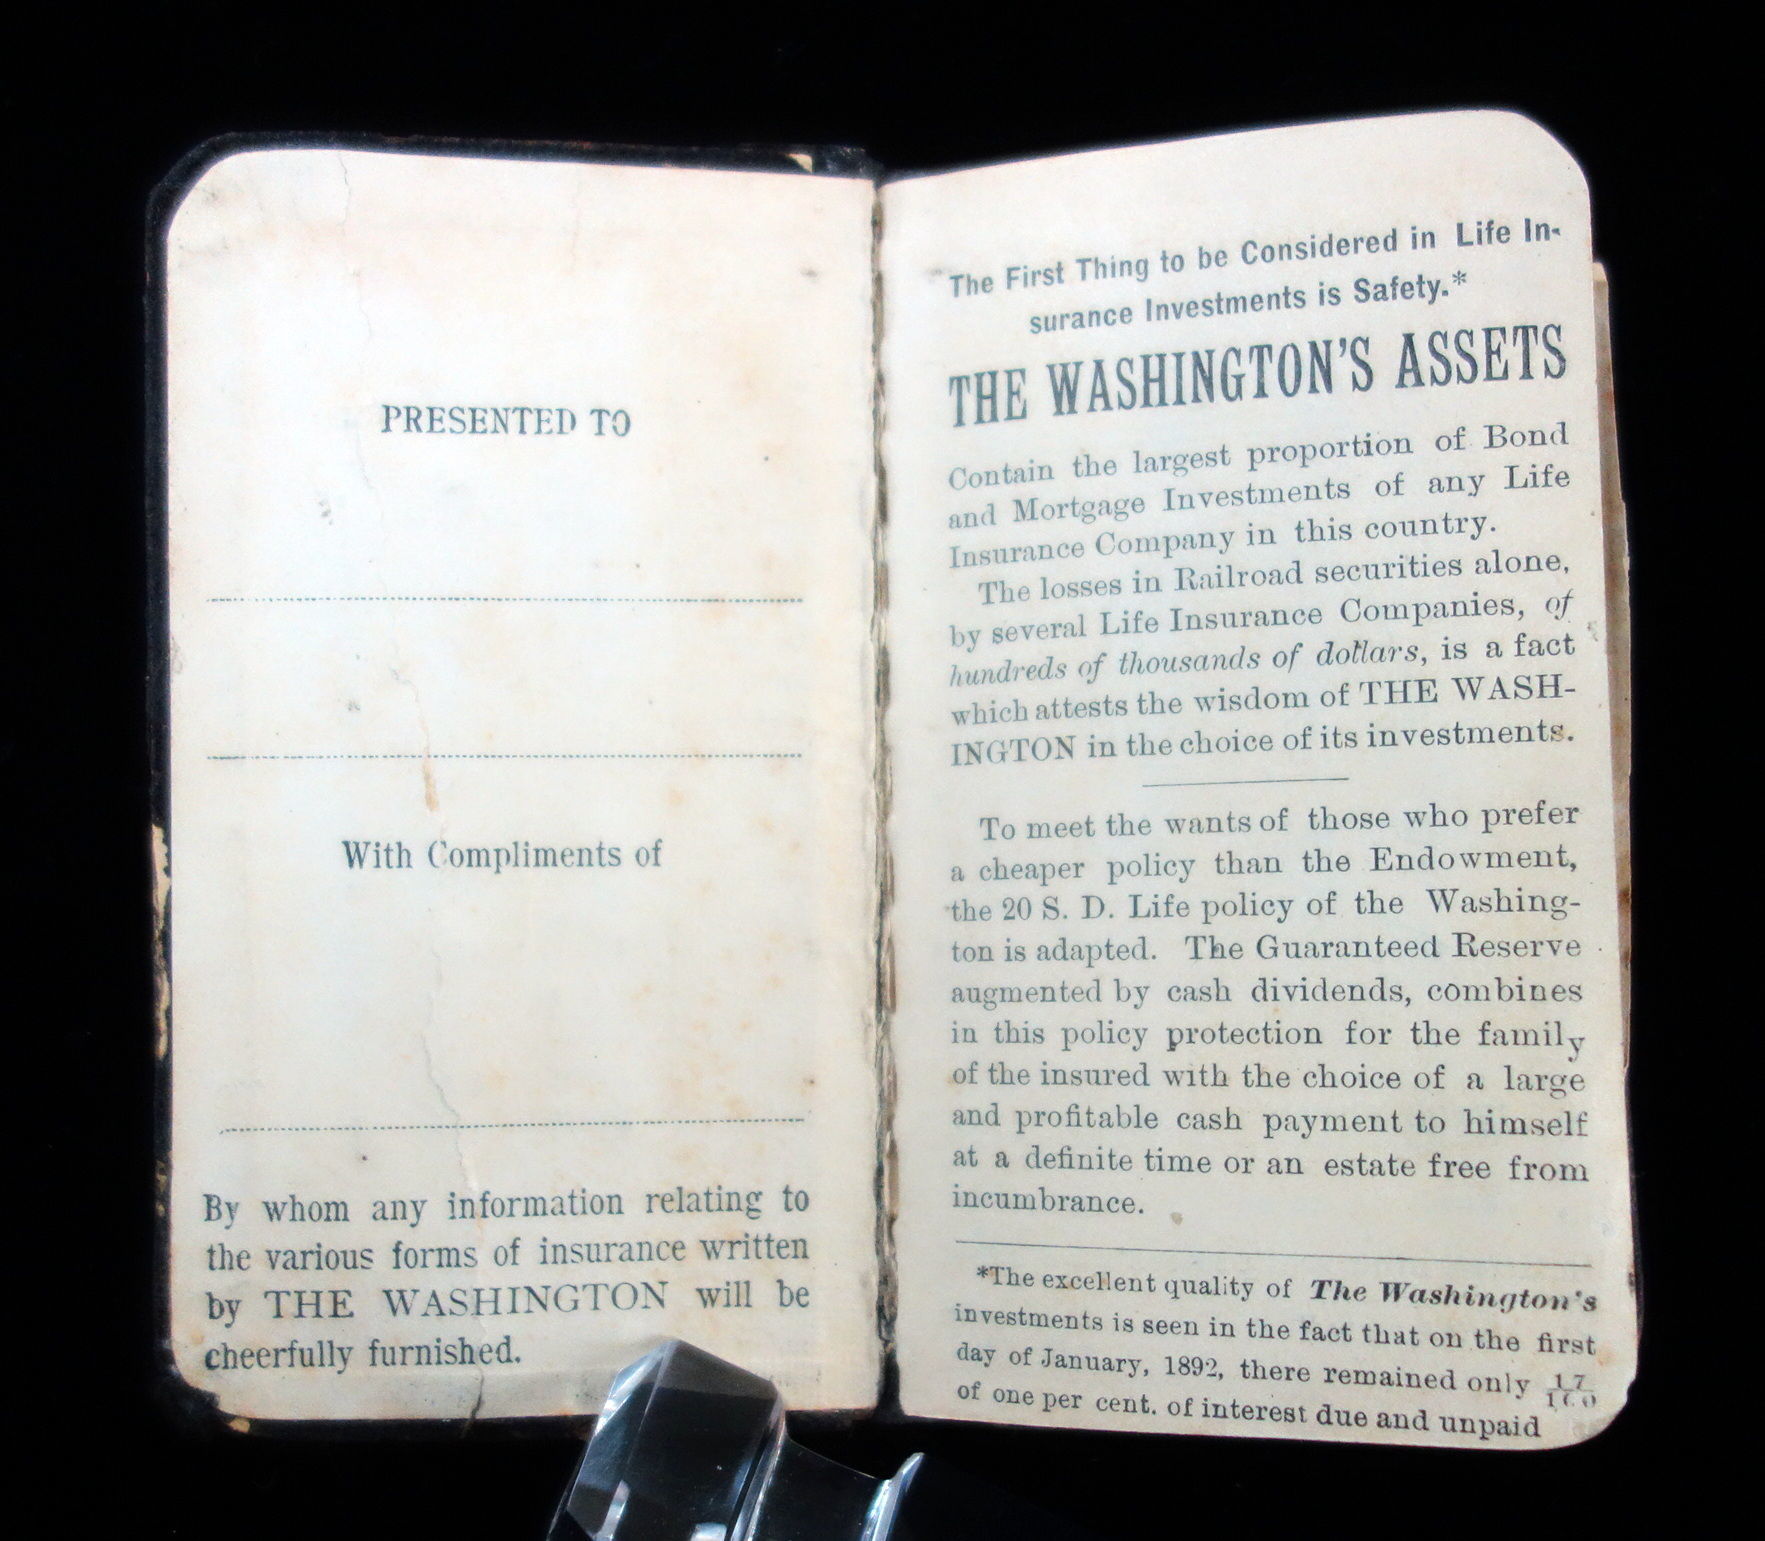 PRESENTED TO
With Compliments of
By whom any information relating to
the various forms of insurance written
by THE WASHINGTON will be
cheerfully furnished.
The First Thing to be Considered in Life In-
surance Investments is Safety.*
THE WASHINGTON'S ASSETS
Contain the largest proportion of Bond
and Mortgage Investments of any Life
Insurance Company in this country.
The losses in Railroad securities alone,
by several Life Insurance Companies, of
hundreds of thousands of dollars, is a fact
which attests the wisdom of THE WASH-
INGTON in the choice of its investments.
To meet the wants of those who prefer
a cheaper policy than the Endowment,
the 20 S. D. Life policy of the Washing-
ton is adapted. The Guaranteed Reserve
augmented by cash dividends, combines
in this policy protection for the family
of the insured with the choice of a large
and profitable cash payment to himself
at a definite time or an estate free from
incumbrance.
*The excellent quality of The Washington's
investments is seen in the fact that on the first
day of January, 1892, there remained only 17/100
of one per cent. of interest due and unpaid